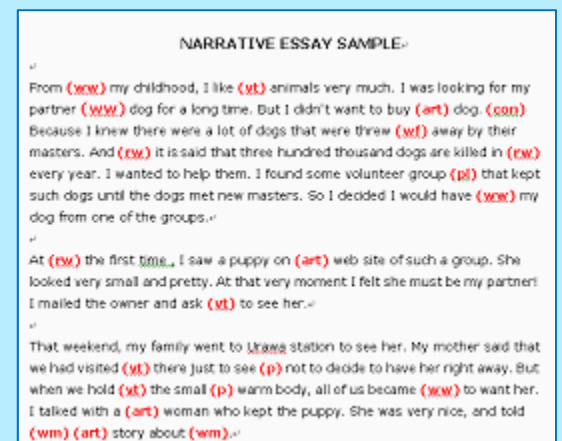 NARRATIVE ESSAY SAMPLE
From (ww) my childhood, I like (vt) animals very much. I was looking for my
partner (WW) dog for a long time. But I didn't want to buy (art) dog. (con)
Because I knew there were a lot of dogs that were threw (wf) away by their
masters. And (rw) it is said that three hundred thousand dogs are killed in (rw)
every year. I wanted to help them. I found some volunteer group (pl) that kept
such dogs until the dogs met new masters. So I decided I would have (ww) my
dog from one of the groups.
At (rw) the first time , I saw a puppy on (art) web site of such a group. She
looked very small and pretty. At that very moment I felt she must be my partner!
I mailed the owner and ask (vt) to see her.
That weekend, my family went to Urawa station to see her. My mother said that
we had visited (vt) there just to see (p) not to decide to have her right away. But
when we hold (vt) the small (p) warm body, all of us became (ww) to want her.
I talked with a (art) woman who kept the puppy. She was very nice, and told
(wm) (art) story about (wm).